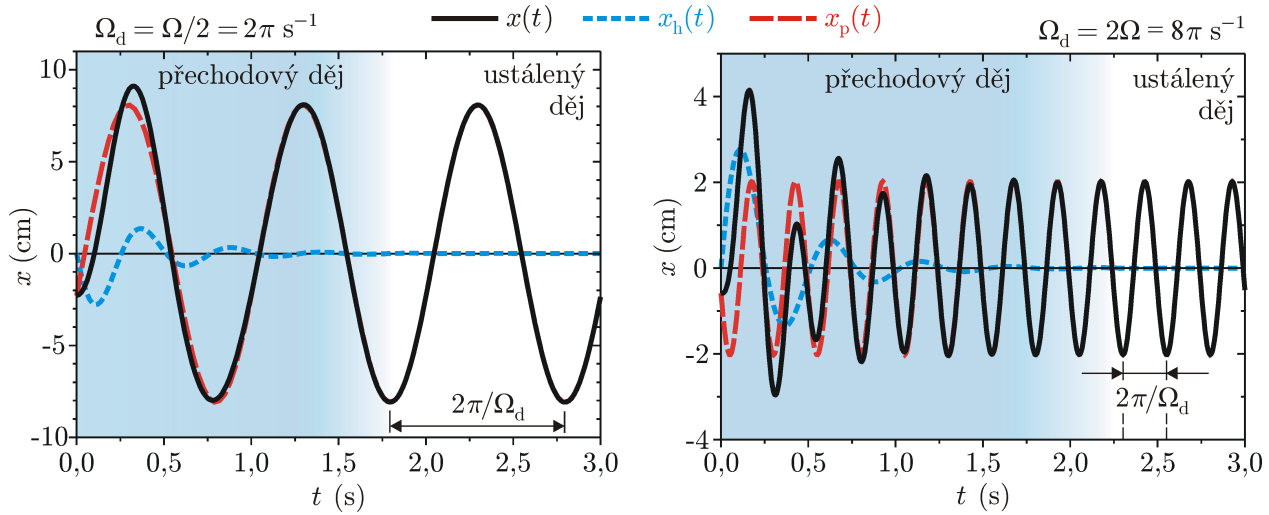 Ω_d = Ω/2 = 2π s⁻¹
x(t) x_h(t) x_p(t)
Ω_d = 2Ω = 8π s⁻¹
přechodový děj
ustálený
děj
10
5
0
-5
-10
x (cm)
2π/Ω_d
0,0 0,5 1,0 1,5 2,0 2,5 3,0
t (s)
přechodový děj
ustálený
děj
4
2
0
-2
-4
x (cm)
2π/Ω_d
0,0 0,5 1,0 1,5 2,0 2,5 3,0
t (s)